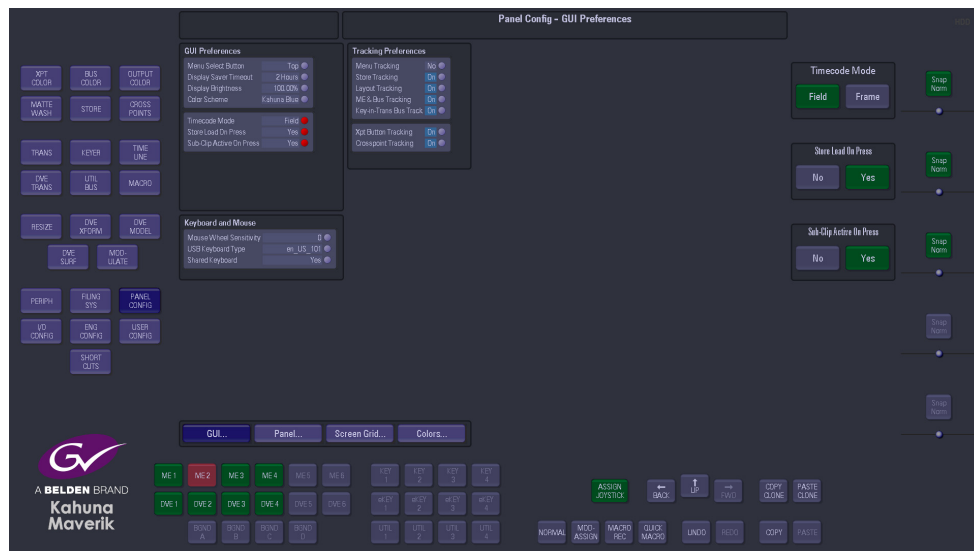 Panel Config - GUI Preferences
HDR
GUI Preferences
Menu Select Button Top
Display Saver Timeout 2 Hours
Display Brightness 100.00%
Color Scheme Kahuna Blue
Timecode Mode Field
Store Load On Press Yes
Sub-Clip Active On Press Yes
Tracking Preferences
Menu Tracking No
Store Tracking On
Layout Tracking On
ME & Bus Tracking On
Key-in-Trans Bus Track On
Xpt Button Tracking On
Crosspoint Tracking On
Keyboard and Mouse
Mouse Wheel Sensitivity 0
USB Keyboard Type en_US_101
Shared Keyboard Yes
XPT COLOR
BUS COLOR
OUTPUT COLOR
MATTE WASH
STORE
CROSS POINTS
TRANS
KEYER
TIME LINE
DVE TRANS
UTIL BUS
MACRO
RESIZE
DVE XFORM
DVE MODEL
DVE SURF
MOD- ULATE
PERIPH
FILING SYS
PANEL CONFIG
I/O CONFIG
ENG CONFIG
USER CONFIG
SHORT CUTS
Timecode Mode
Field Frame
Snap Norm
Store Load On Press
No Yes
Snap Norm
Sub-Clip Active On Press
No Yes
Snap Norm
Snap Norm
Snap Norm
GUI... Panel... Screen Grid... Colors...
GV
A BELDEN BRAND
Kahuna
Maverik
ME 1 ME 2 ME 3 ME 4 ME 5 ME 6
KEY 1 KEY 2 KEY 3 KEY 4
DVE 1 DVE 2 DVE 3 DVE 4 DVE 5 DVE 6
øKEY 1 øKEY 2 øKEY 3 øKEY 4
BGND A BGND B BGND C BGND D
UTIL 1 UTIL 2 UTIL 3 UTIL 4
ASSIGN JOYSTICK
← BACK
↑ UP
→ FWD
COPY CLONE
PASTE CLONE
NORMAL
MOD- ASSIGN
MACRO REC
QUICK MACRO
UNDO
REDO
COPY
PASTE